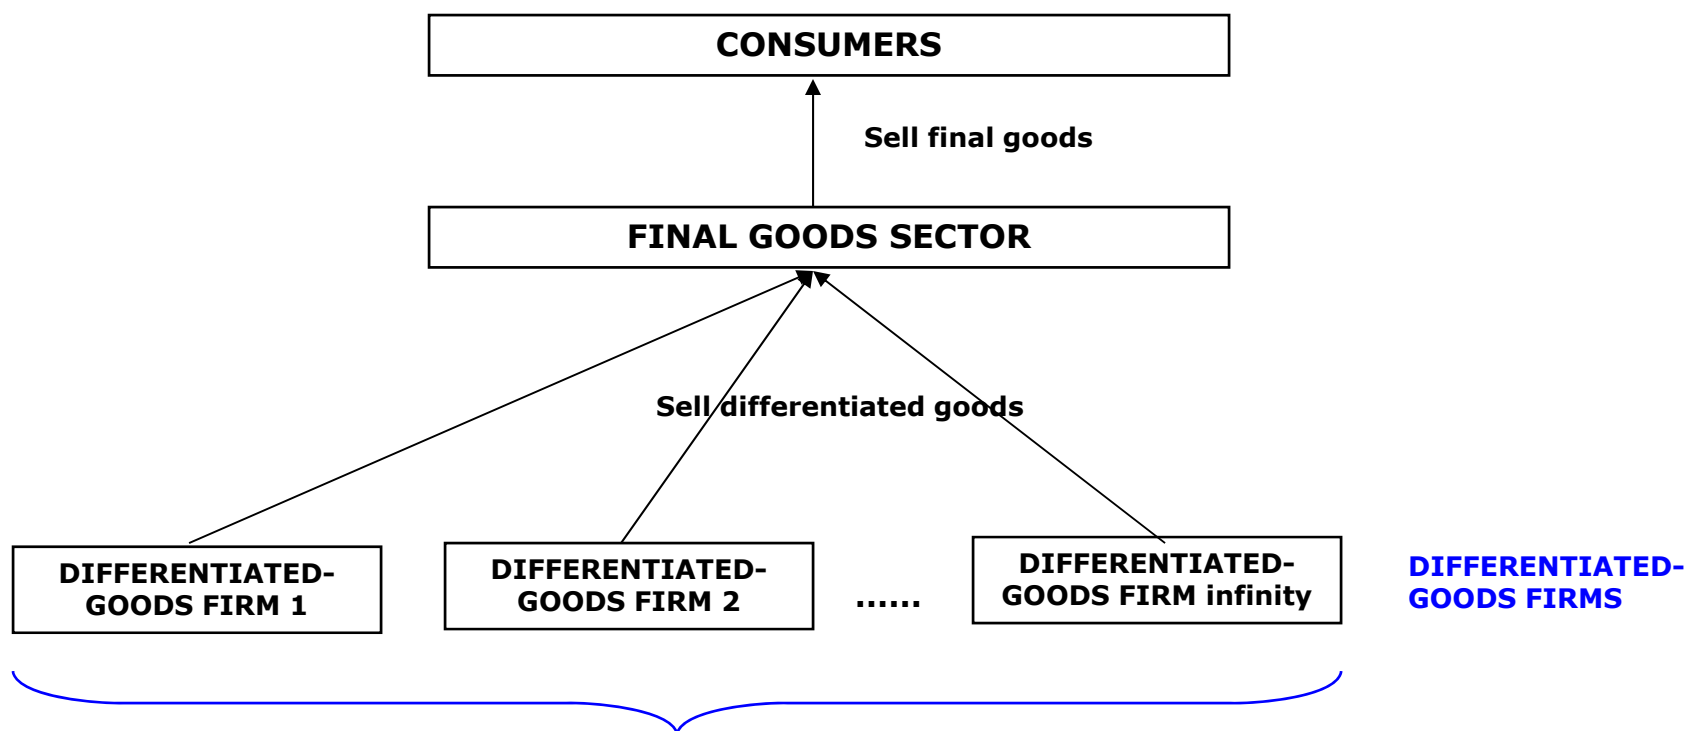 CONSUMERS
Sell final goods
FINAL GOODS SECTOR
Sell differentiated goods
DIFFERENTIATED-
GOODS FIRM 1
DIFFERENTIATED-
GOODS FIRM 2
......
DIFFERENTIATED-
GOODS FIRM infinity
DIFFERENTIATED-
GOODS FIRMS